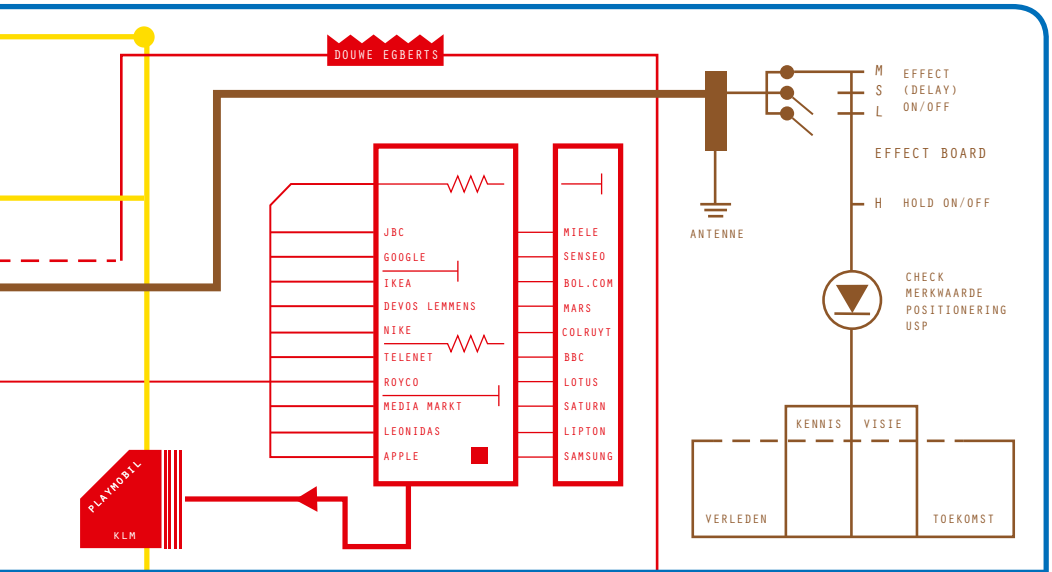 DOUWE EGBERTS
M
EFFECT
S
(DELAY)
L
ON/OFF
EFFECT BOARD
H
HOLD ON/OFF
ANTENNE
CHECK
MERKWAARDE
POSITIONERING
USP
JBC
GOOGLE
IKEA
DEVOS LEMMENS
NIKE
TELENET
ROYCO
MEDIA MARKT
LEONIDAS
APPLE
MIELE
SENSEO
BOL.COM
MARS
COLRUYT
BBC
LOTUS
SATURN
LIPTON
SAMSUNG
KENNIS
VISIE
VERLEDEN
TOEKOMST
PLAYMOBIL
KLM